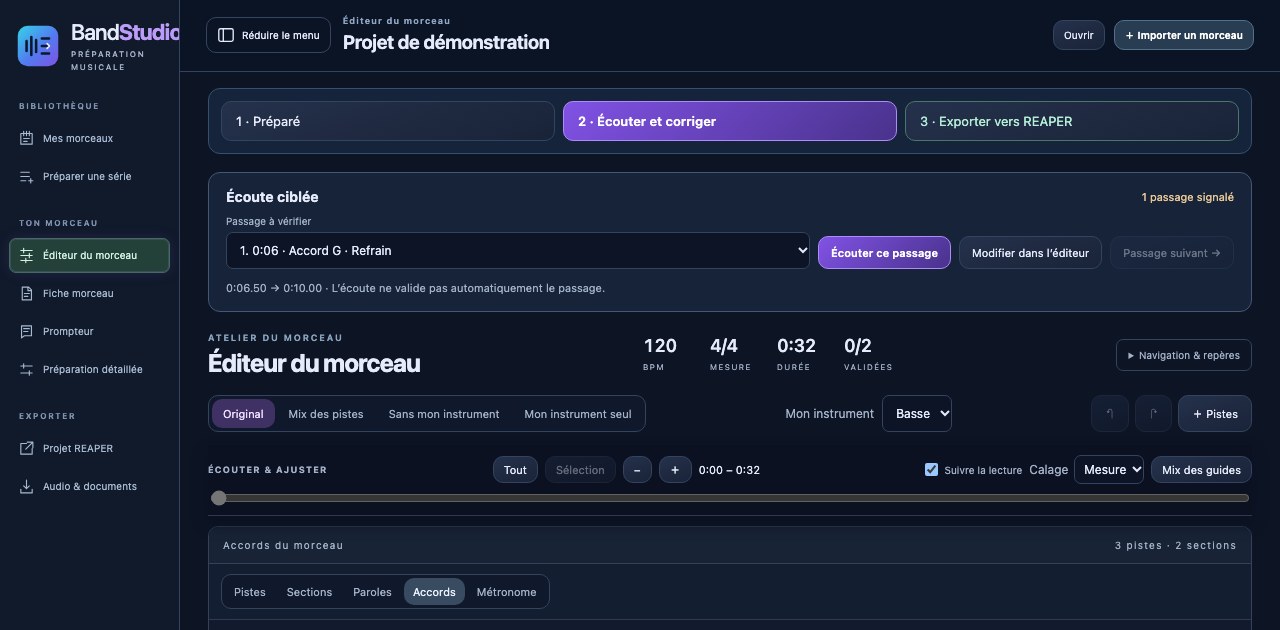 BandStudio
PRÉPARATION
MUSICALE
BIBLIOTHÈQUE
Mes morceaux
Préparer une série
TON MORCEAU
Éditeur du morceau
Fiche morceau
Prompteur
Préparation détaillée
EXPORTER
Projet REAPER
Audio & documents
Réduire le menu
Éditeur du morceau
Projet de démonstration
Ouvrir
+ Importer un morceau
1 · Préparé
2 · Écouter et corriger
3 · Exporter vers REAPER
Écoute ciblée
1 passage signalé
Passage à vérifier
1. 0:06 · Accord G · Refrain
Écouter ce passage
Modifier dans l'éditeur
Passage suivant →
0:06.50 → 0:10.00 · L'écoute ne valide pas automatiquement le passage.
ATELIER DU MORCEAU
Éditeur du morceau
120
BPM
4/4
MESURE
0:32
DURÉE
0/2
VALIDÉES
▸ Navigation & repères
Original
Mix des pistes
Sans mon instrument
Mon instrument seul
Mon instrument
Basse
+ Pistes
ÉCOUTER & AJUSTER
Tout
Sélection
−
+
0:00 – 0:32
Suivre la lecture
Calage
Mesure
Mix des guides
Accords du morceau
3 pistes · 2 sections
Pistes
Sections
Paroles
Accords
Métronome